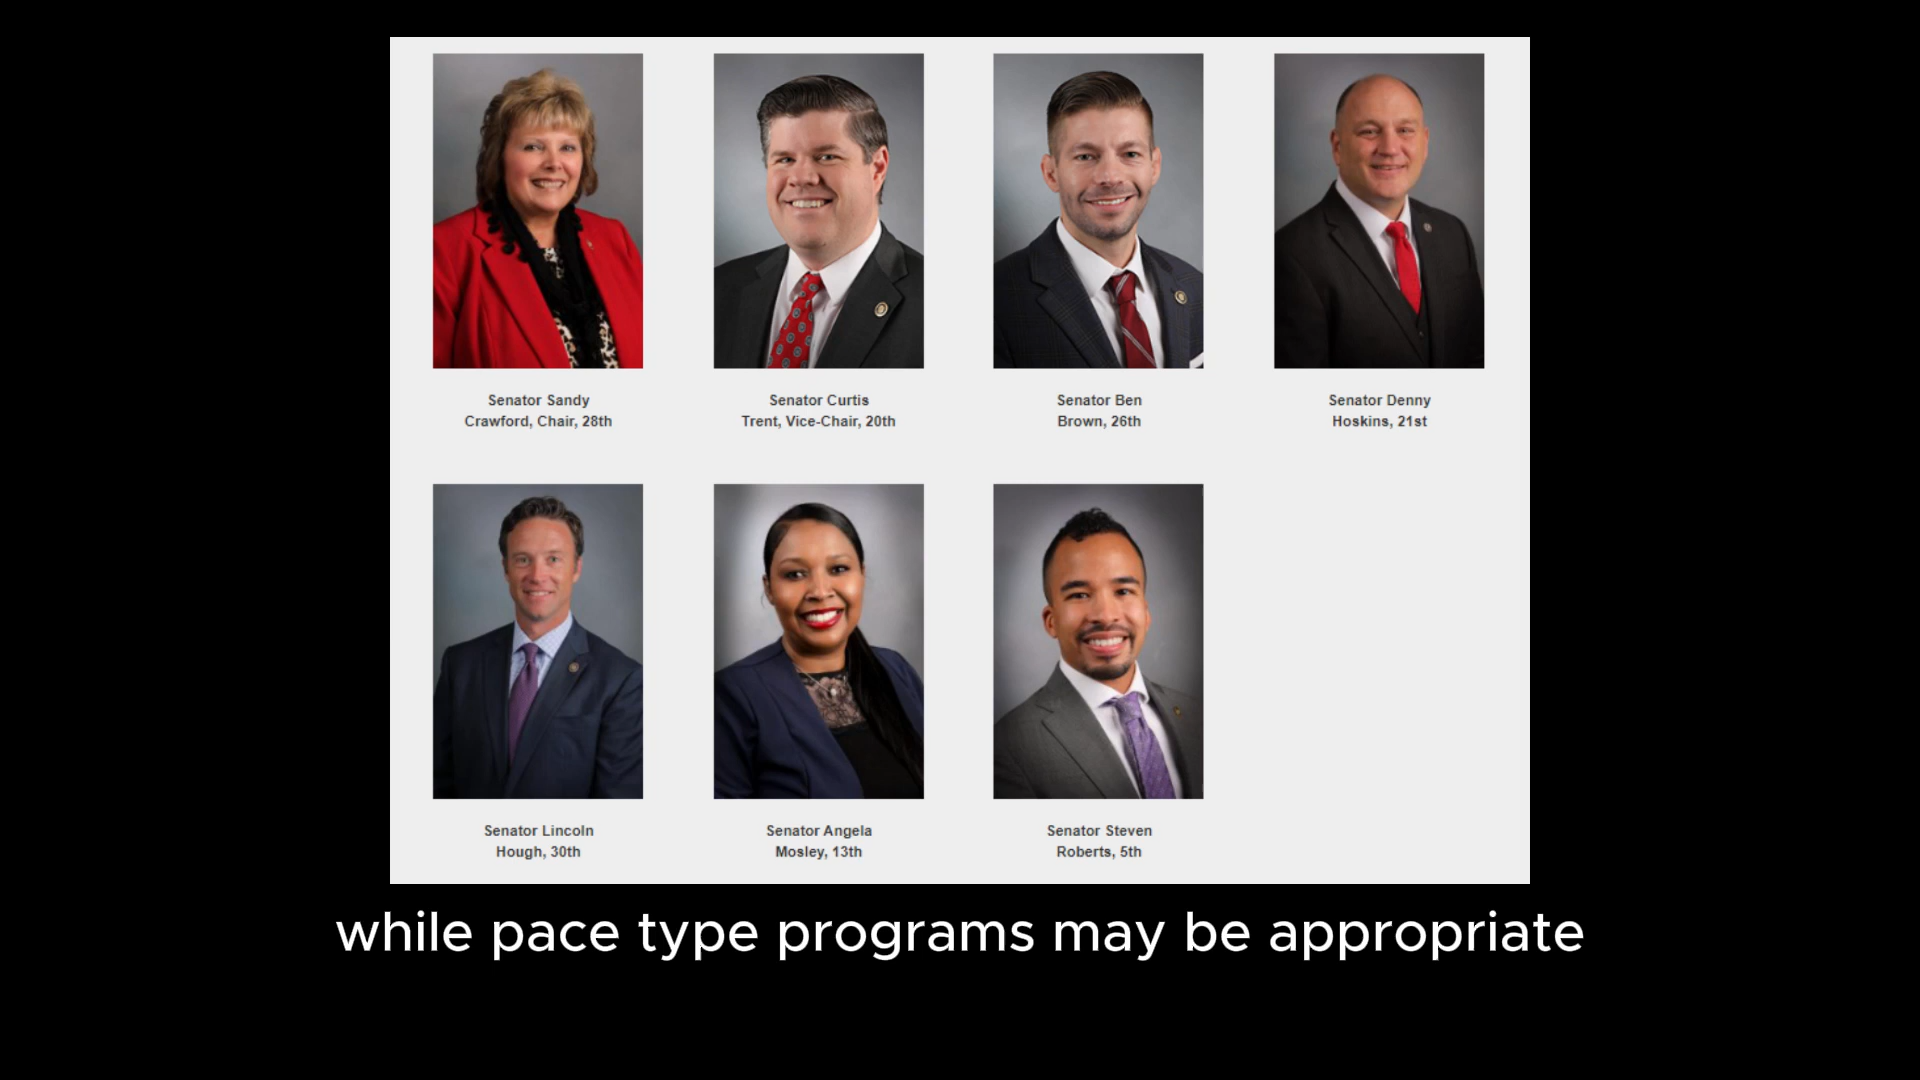 Senator Sandy
Crawford, Chair, 28th
Senator Curtis
Trent, Vice-Chair, 20th
Senator Ben
Brown, 26th
Senator Denny
Hoskins, 21st
Senator Lincoln
Hough, 30th
Senator Angela
Mosley, 13th
Senator Steven
Roberts, 5th
while pace type programs may be appropriate